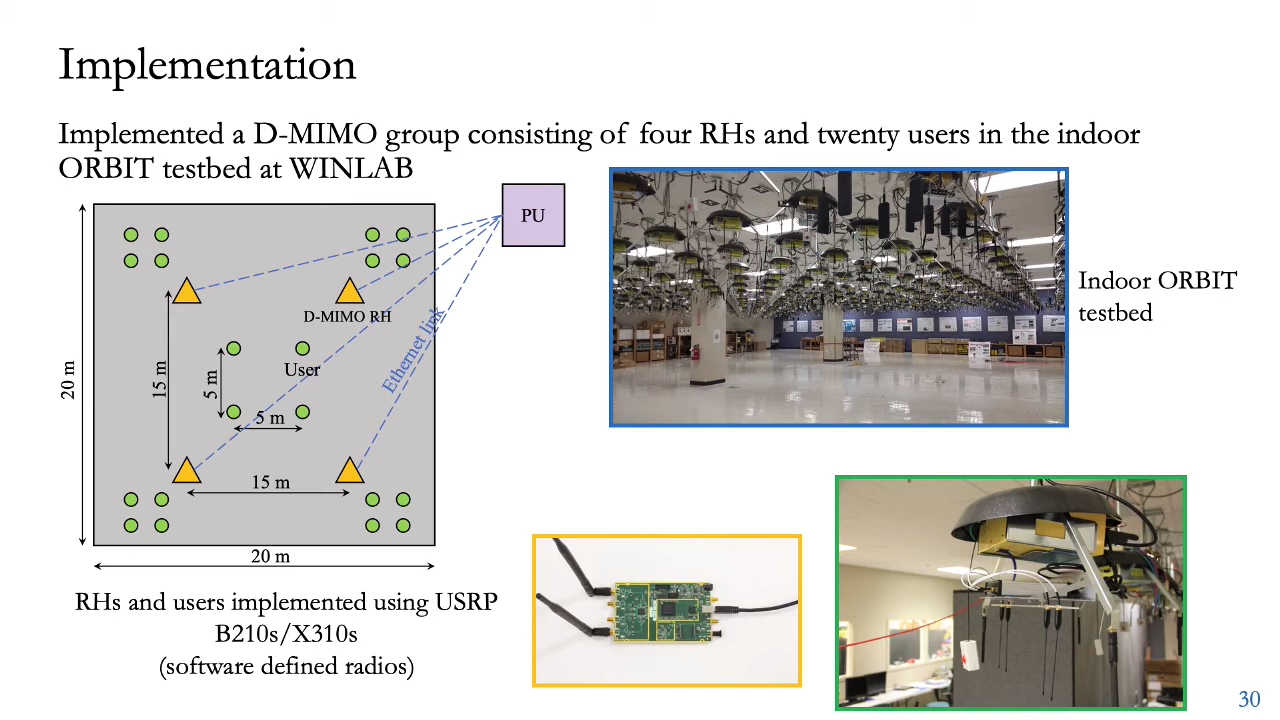 Implementation
Implemented a D-MIMO group consisting of four RHs and twenty users in the indoor
ORBIT testbed at WINLAB
PU
D-MIMO RH
User
Ethernet link
20 m
15 m
5 m
5 m
15 m
20 m
Indoor ORBIT
testbed
RHs and users implemented using USRP
B210s/X310s
(software defined radios)
30